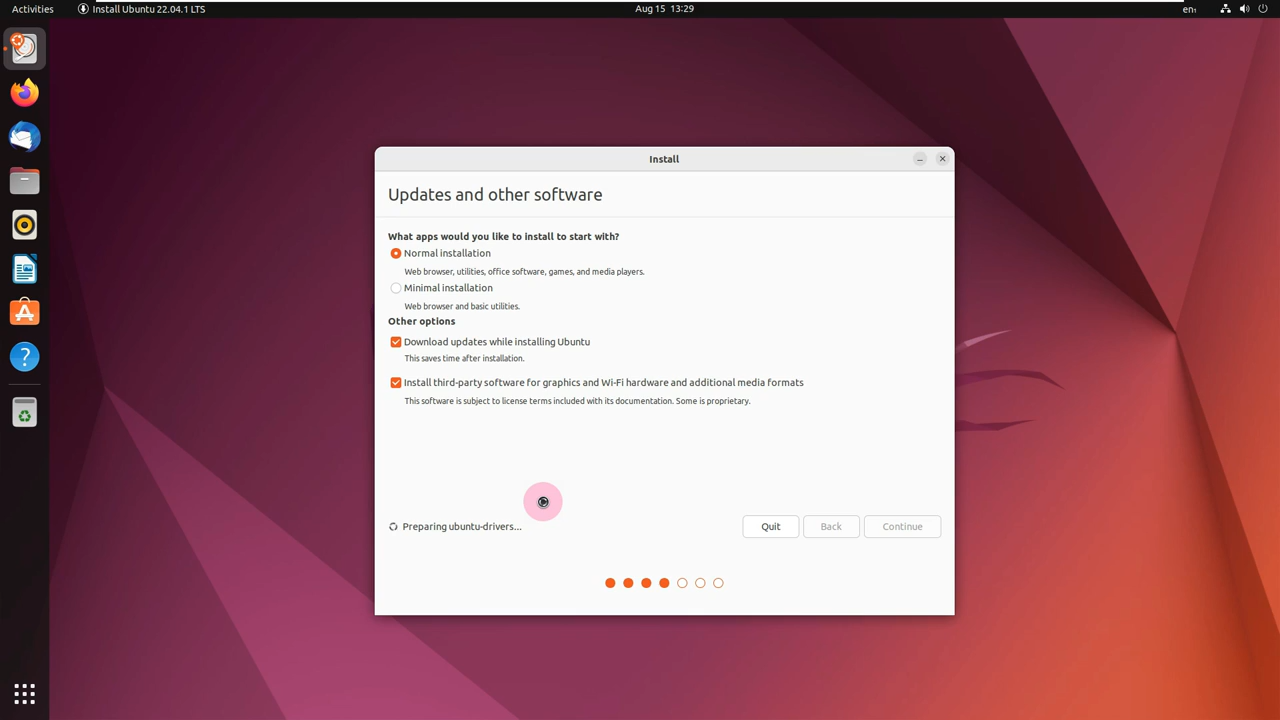 Activities
Install Ubuntu 22.04.1 LTS
Aug 15 13:29
en₁
Install
Updates and other software
What apps would you like to install to start with?
Normal installation
Web browser, utilities, office software, games, and media players.
Minimal installation
Web browser and basic utilities.
Other options
Download updates while installing Ubuntu
This saves time after installation.
Install third-party software for graphics and Wi-Fi hardware and additional media formats
This software is subject to license terms included with its documentation. Some is proprietary.
Preparing ubuntu-drivers...
Quit
Back
Continue